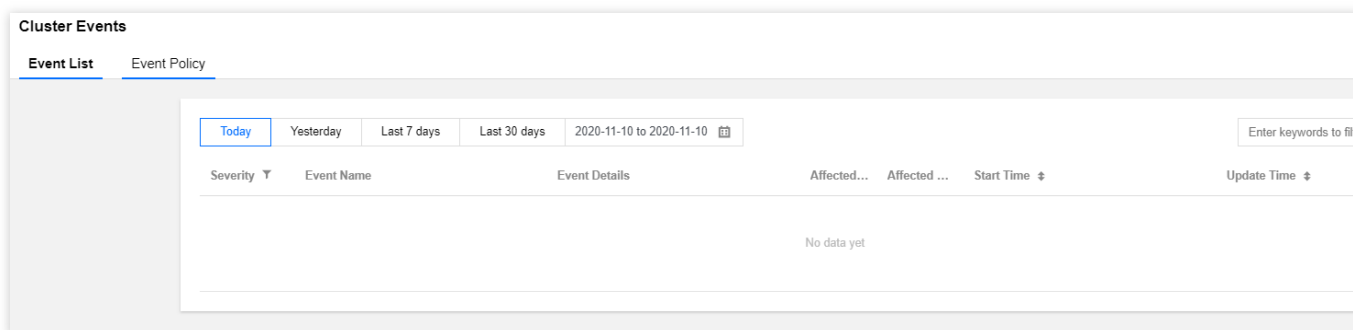 Cluster Events
Event List Event Policy
Today Yesterday Last 7 days Last 30 days 2020-11-10 to 2020-11-10 Enter keywords to
Severity Event Name Event Details Affected... Affected ... Start Time Update Time
No data yet